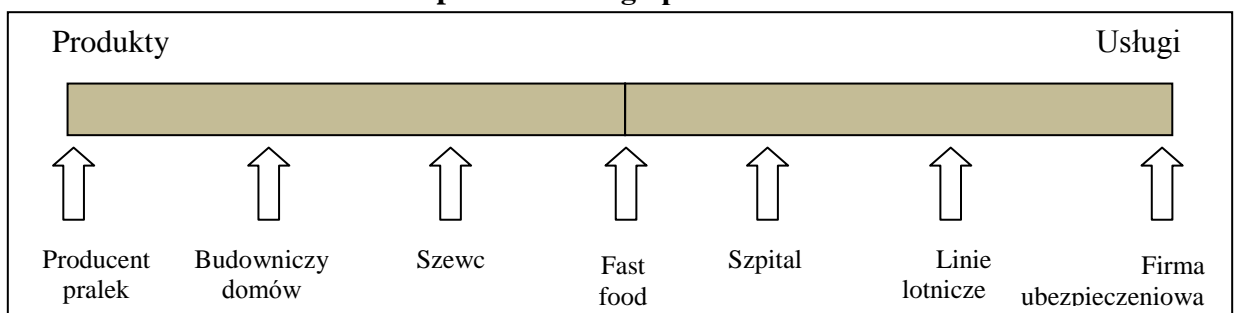 Produkty
Usługi
Producent
pralek
Budowniczy
domów
Szewc
Fast
food
Szpital
Linie
lotnicze
Firma
ubezpieczeniowa